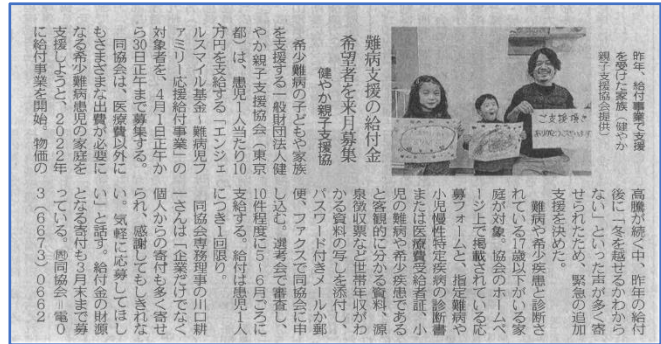 昨年、給付事業で支援
を受けた家族（健やか
親子支援協会提供）
ご支援頂き
ありがとうございます
難病支援の給付金
希望者を来月募集
健やか親子支援協
希少難病の子どもや家族
を支援する一般財団法人健
やか親子支援協会（東京
都）は、患児1人当たり10
万円を支給する「エンジェ
ルスマイル基金～難病児フ
ァミリー応援給付事業」の
対象者を、4月1日正午か
ら30日正午まで募集する。
同協会は、医療費以外に
もさまざまな出費が必要に
なる希少難病患児の家庭を
支援しようと、2022年
に給付事業を開始。物価の
高騰が続く中、昨年の給付
後に「冬を越せるかわから
ない」といった声が多く寄
せられたため、緊急の追加
支援を決めた。
難病や希少疾患と診断さ
れている17歳以下がいる家
庭が対象。協会のホームペ
ージ上で掲載されている応
募フォームと、指定難病や
小児慢性特定疾病の診断書
または医療費受給者証、小
児の難病や希少疾患である
と客観的に分かる資料、源
泉徴収票など世帯年収がわ
かる資料の写しを添付し、
パスワード付きメールか郵
便、ファクスで同協会に申
し込む。選考会で審査し、
10件程度に5～6月ごろに
支給する。給付は患児1人
につき1回限り。
同協会専務理事の川口耕
一さんは「企業だけでなく、
個人からの寄付も多く寄せ
られ、感謝してもしきれな
い。気軽に応募してほし
い」と話す。給付金の財源
となる寄付も3月末まで募
っている。㉄同協会＝電0
3（6673）0662